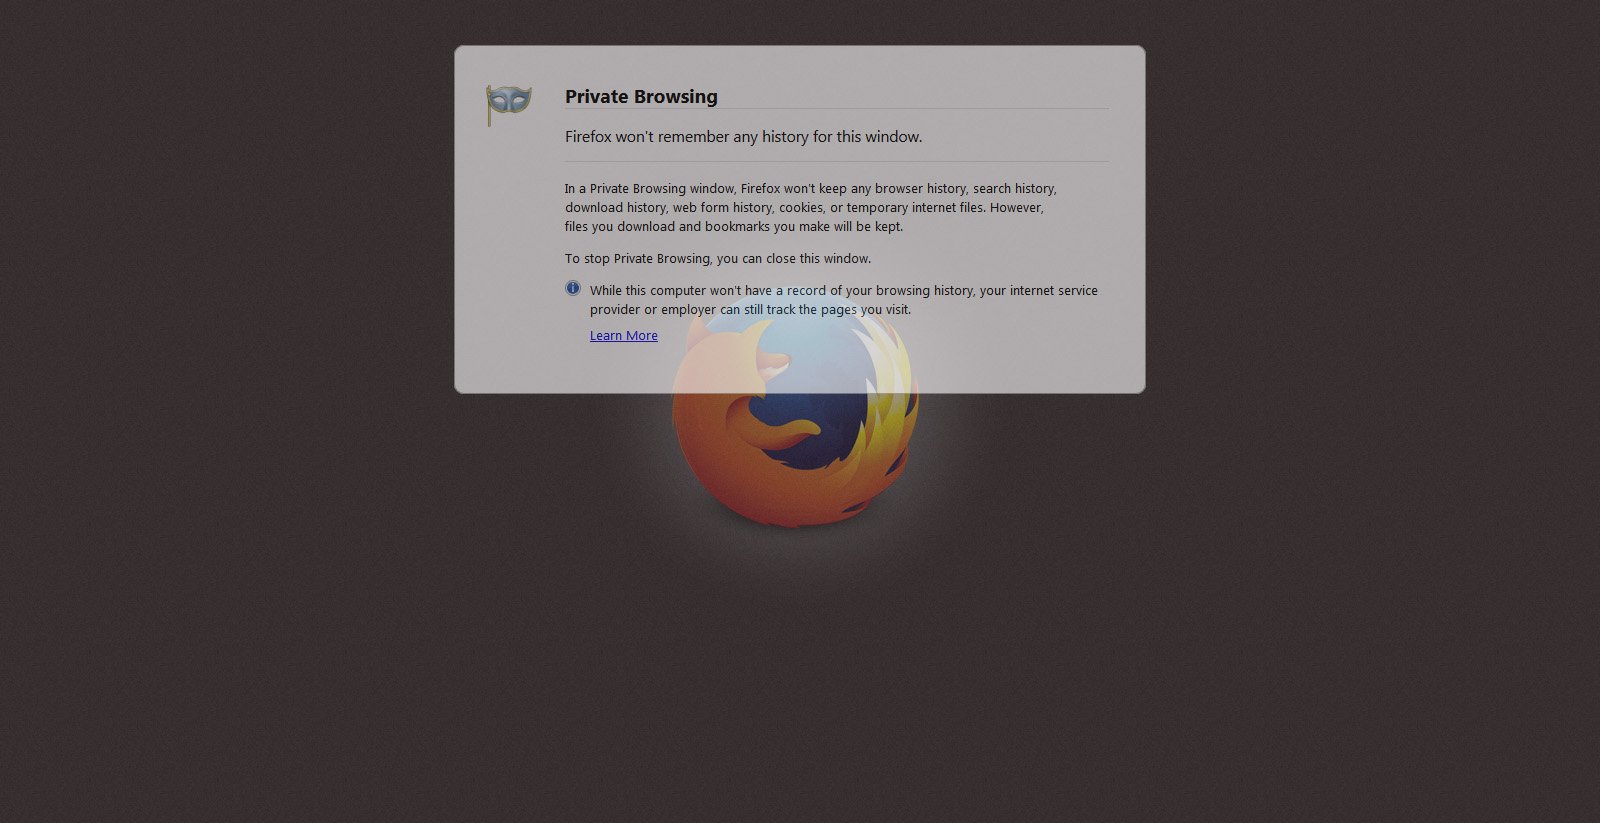 Private Browsing
Firefox won't remember any history for this window.
In a Private Browsing window, Firefox won't keep any browser history, search history,
download history, web form history, cookies, or temporary internet files. However,
files you download and bookmarks you make will be kept.
To stop Private Browsing, you can close this window.
While this computer won't have a record of your browsing history, your internet service
provider or employer can still track the pages you visit.
Learn More